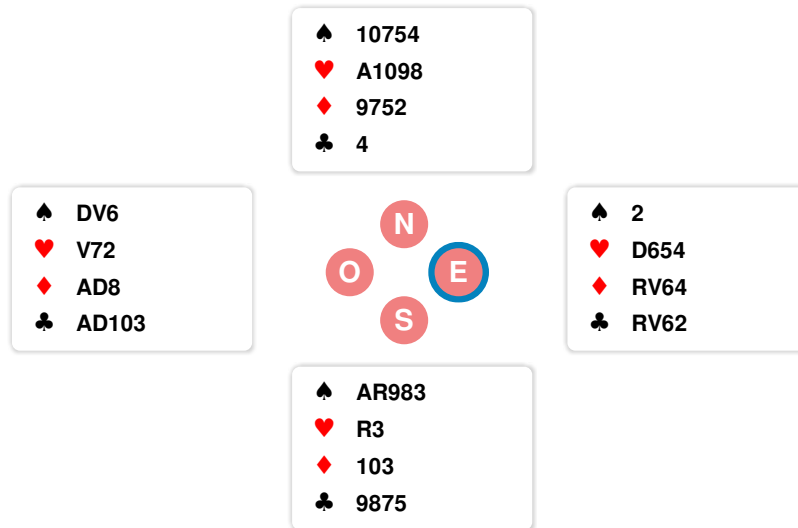 ♠ 10754
♥ A1098
♦ 9752
♣ 4
♠ DV6
♥ V72
♦ AD8
♣ AD103
N
O
E
S
♠ 2
♥ D654
♦ RV64
♣ RV62
♠ AR983
♥ R3
♦ 103
♣ 9875